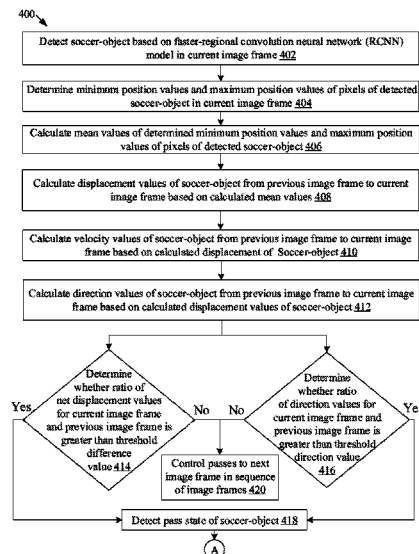 400
Detect soccer-object based on faster-regional convolution neural network (RCNN)
model in current image frame 402
Determine minimum position values and maximum position values of pixels of detected
soccer-object in current image frame 404
Calculate mean values of determined minimum position values and maximum position
values of pixels of detected soccer-object 406
Calculate displacement values of soccer-object from previous image frame to current
image frame based on calculated mean values 408
Calculate velocity values of soccer-object from previous image frame to current
image frame based on calculated displacement of Soccer-object 410
Calculate direction values of soccer-object from previous image frame to current image
frame based on calculated displacement values of soccer-object 412
Yes
Determine
whether ratio of
net displacement values
for current image frame
and previous image frame is
greater than threshold
difference
value 414
No
No
Determine
whether ratio
of direction values for
current image frame and
previous image frame is
greater than threshold
direction value
416
Yes
Control passes to next
image frame in sequence
of image frames 420
Detect pass state of soccer-object 418
A